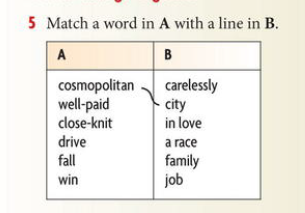 5 Match a word in A with a line in B.
A B
cosmopolitan carelessly
well-paid city
close-knit in love
drive a race
fall family
win job